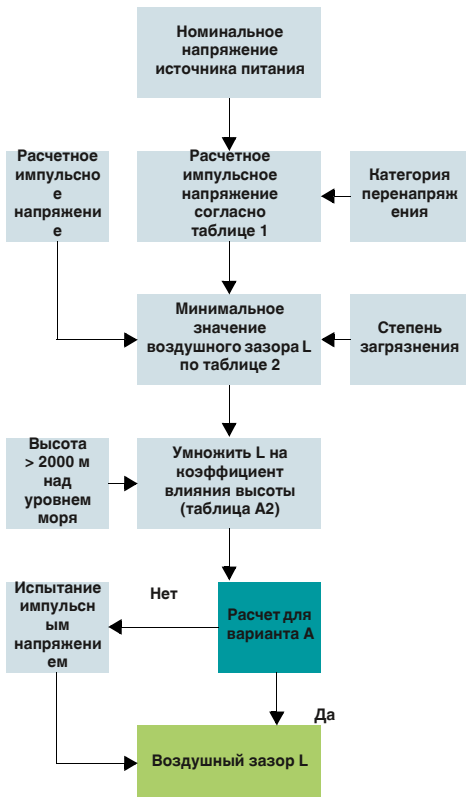 Номинальное
напряжение
источника питания
Расчетное
импульсно
е
напряжени
е
Расчетное
импульсное
напряжение
согласно
таблице 1
Категория
перенапряж
ения
Минимальное
значение
воздушного зазора L
по таблице 2
Степень
загрязнения
Высота
> 2000 м
над
уровнем
моря
Умножить L на
коэффициент
влияния высоты
(таблица А2)
Испытание
импульсн
ым
напряжени
ем
Нет
Расчет для
варианта А
Да
Воздушный зазор L